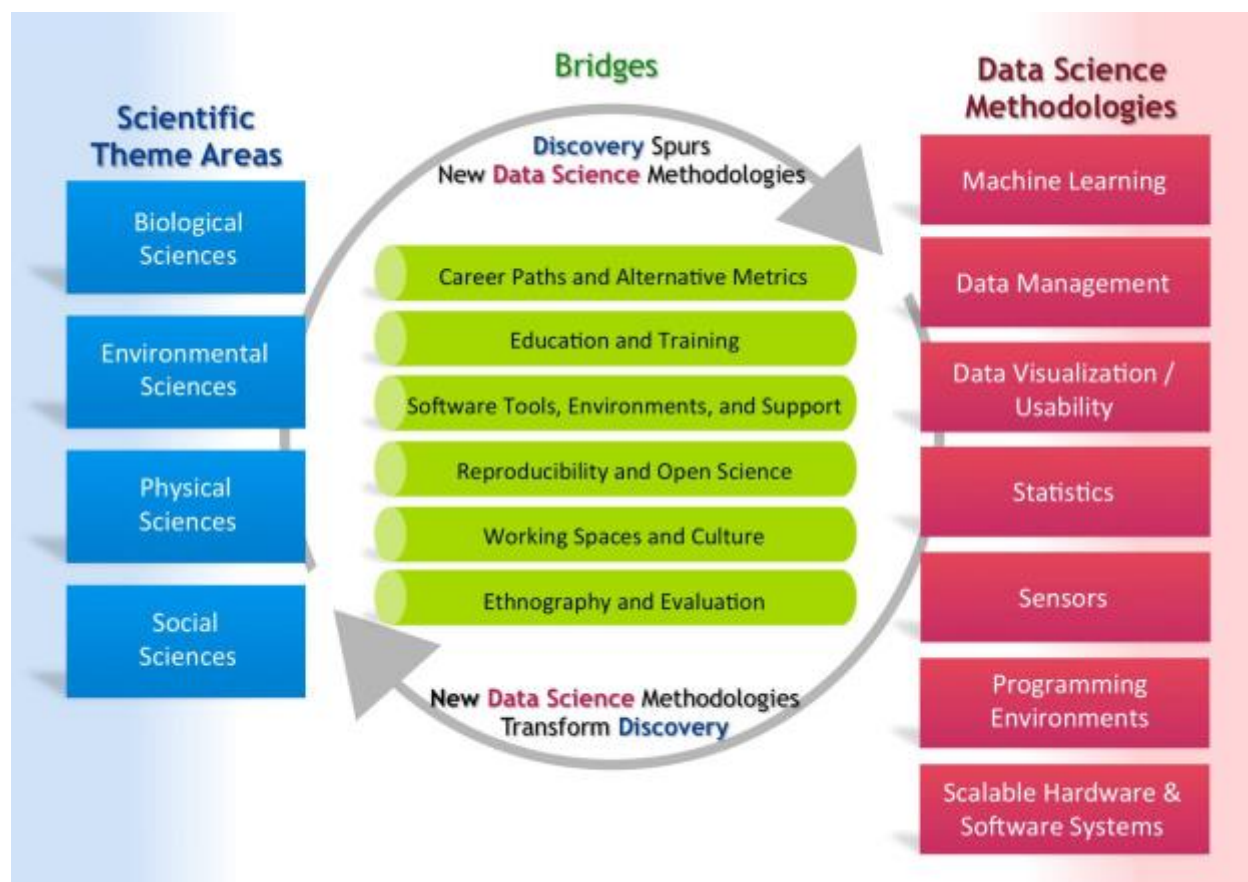 Bridges
Scientific
Theme Areas
Biological
Sciences
Environmental
Sciences
Physical
Sciences
Social
Sciences
Discovery Spurs
New Data Science Methodologies
Career Paths and Alternative Metrics
Education and Training
Software Tools, Environments, and Support
Reproducibility and Open Science
Working Spaces and Culture
Ethnography and Evaluation
New Data Science Methodologies
Transform Discovery
Data Science
Methodologies
Machine Learning
Data Management
Data Visualization /
Usability
Statistics
Sensors
Programming
Environments
Scalable Hardware &
Software Systems